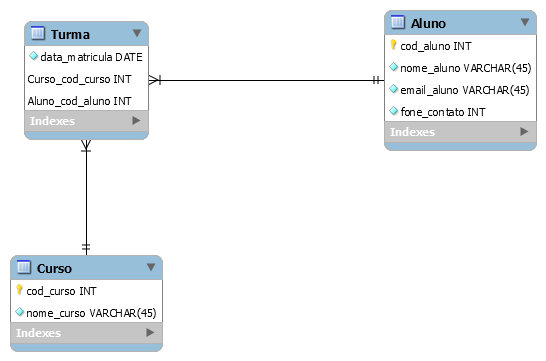 Turma
data_matricula DATE
Curso_cod_curso INT
Aluno_cod_aluno INT
Indexes
Aluno
cod_aluno INT
nome_aluno VARCHAR(45)
email_aluno VARCHAR(45)
fone_contato INT
Indexes
Curso
cod_curso INT
nome_curso VARCHAR(45)
Indexes